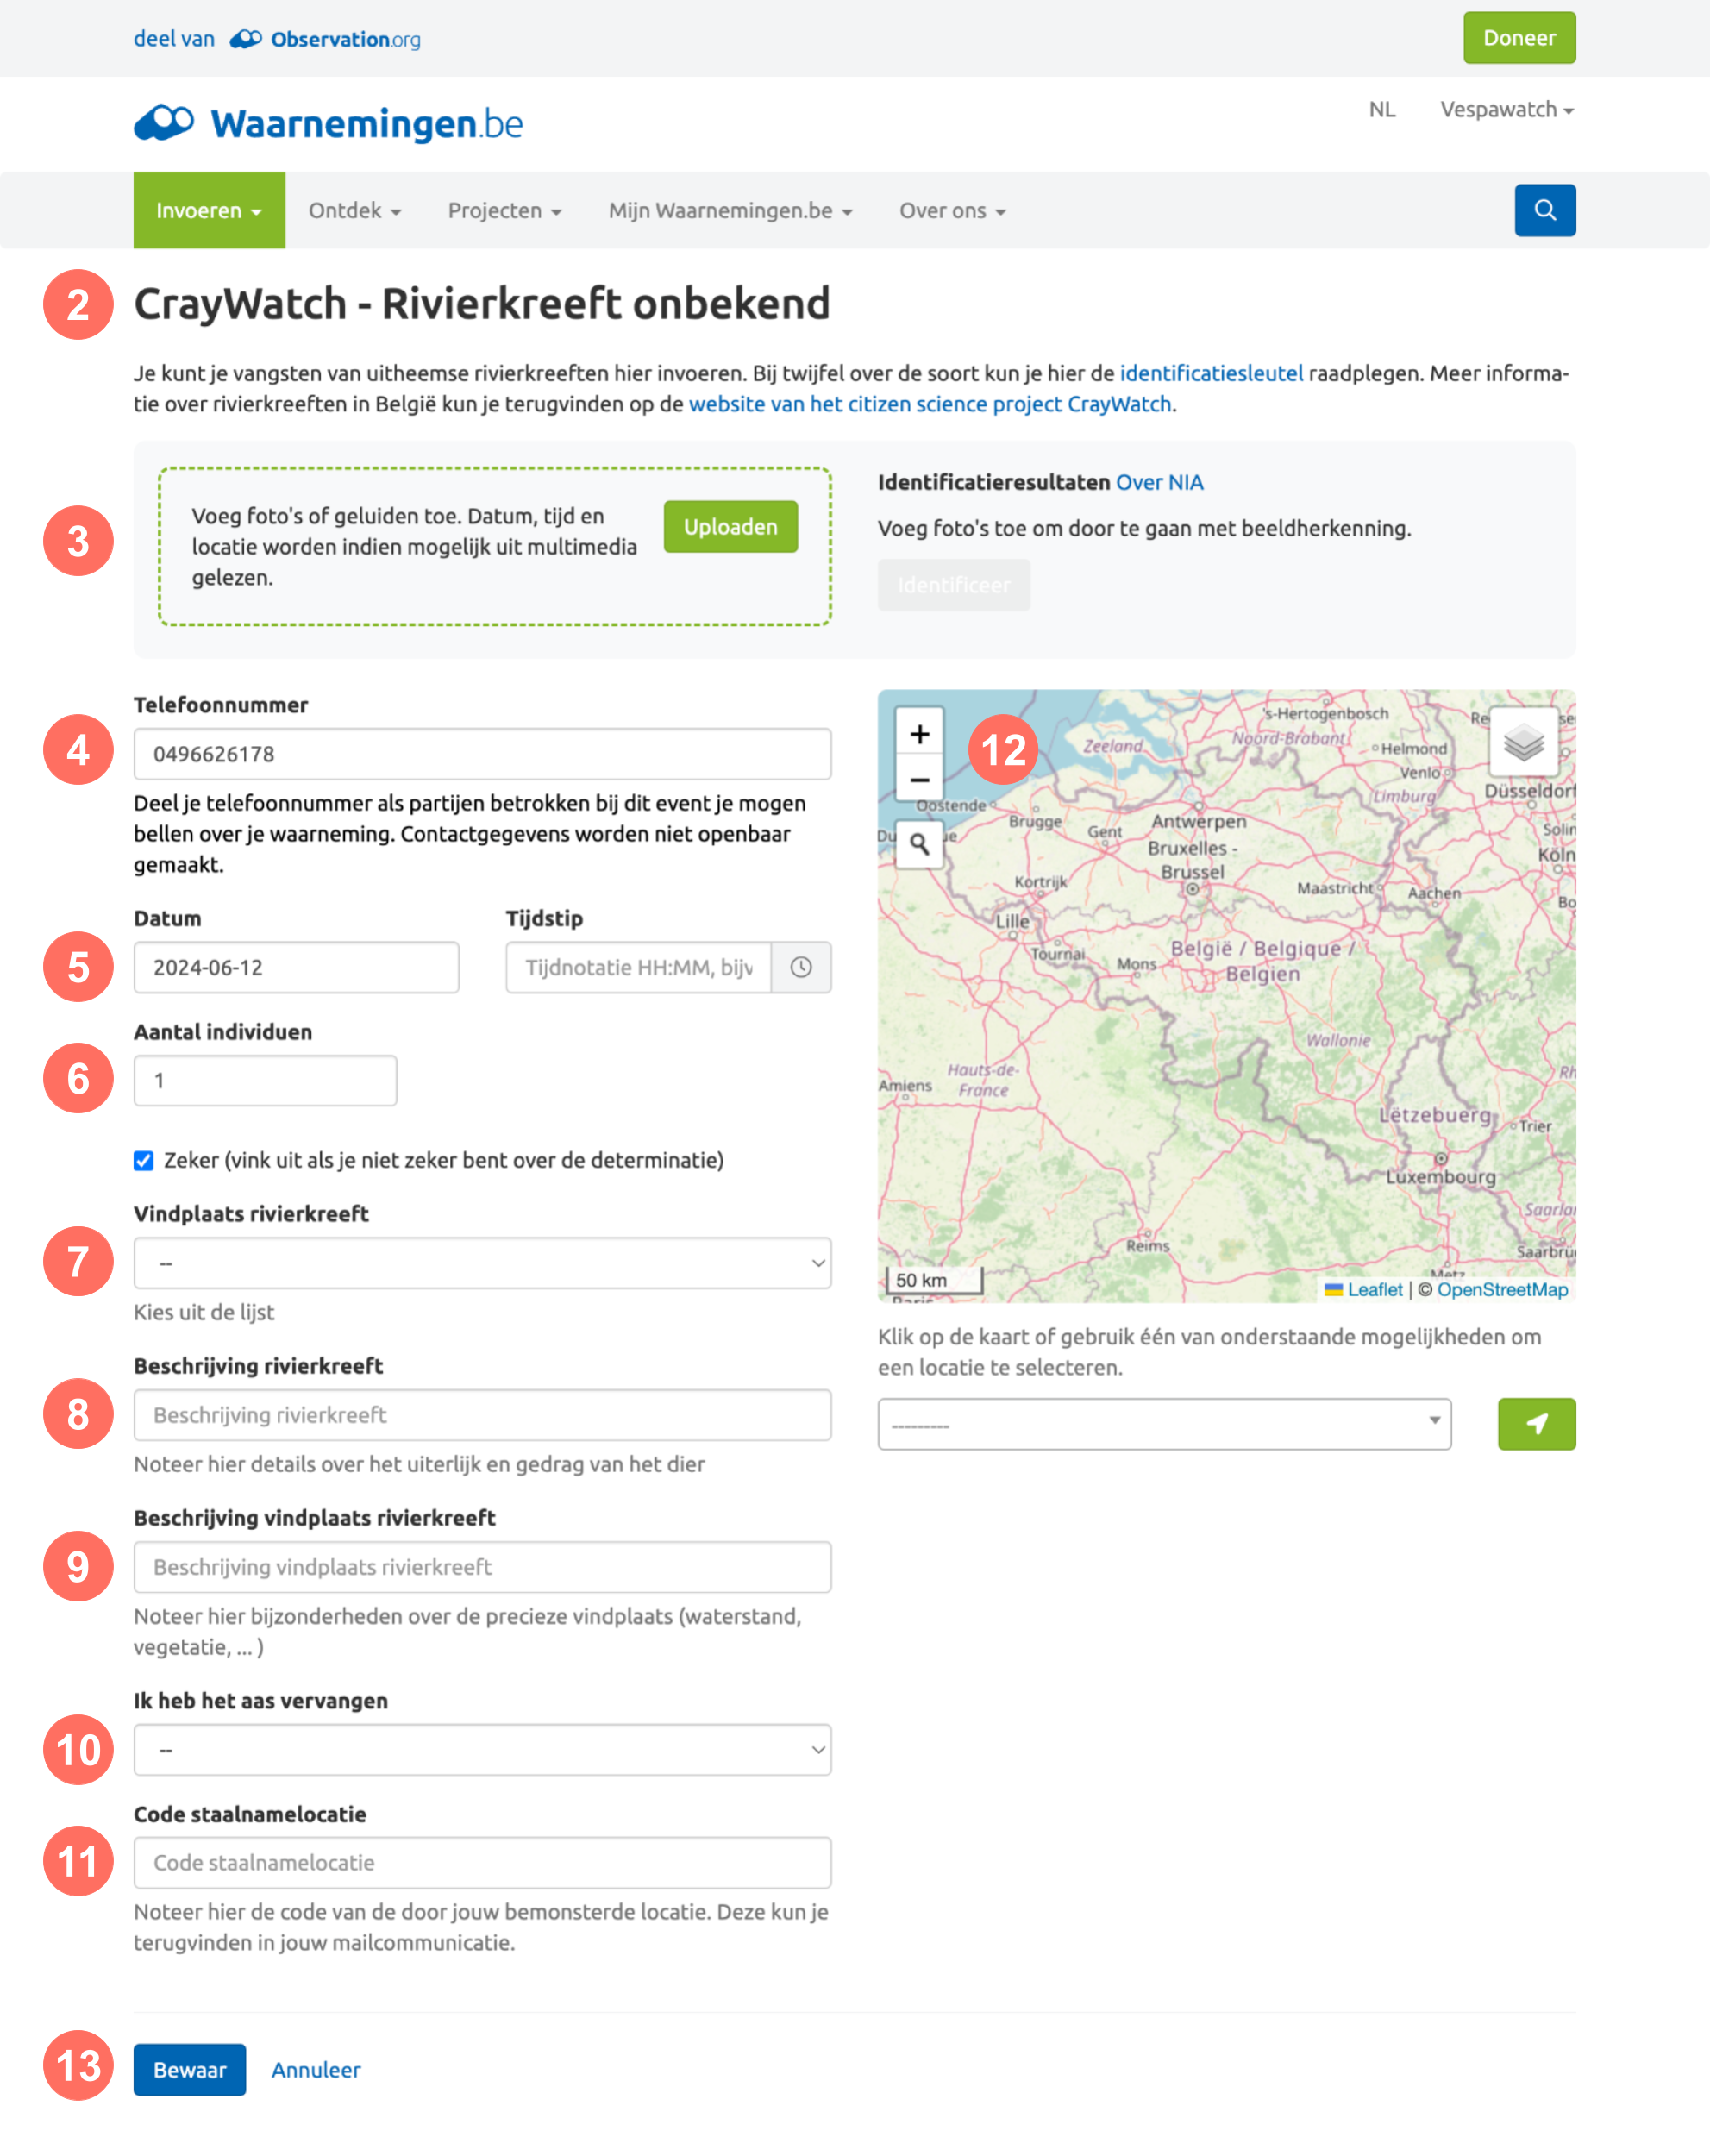 deel van Observation.org
Doneer
Waarnemingen.be
NL Vespawatch
Invoeren Ontdek Projecten Mijn Waarnemingen.be Over ons
2 CrayWatch - Rivierkreeft onbekend
Je kunt je vangsten van uitheemse rivierkreeften hier invoeren. Bij twijfel over de soort kun je hier de identificatiesleutel raadplegen. Meer informa-
tie over rivierkreeften in België kun je terugvinden op de website van het citizen science project CrayWatch.
3
Voeg foto's of geluiden toe. Datum, tijd en
locatie worden indien mogelijk uit multimedia
gelezen.
Uploaden
Identificatieresultaten Over NIA
Voeg foto's toe om door te gaan met beeldherkenning.
Identificeer
Telefoonnummer
4 0496626178
Deel je telefoonnummer als partijen betrokken bij dit event je mogen
bellen over je waarneming. Contactgegevens worden niet openbaar
gemaakt.
Datum Tijdstip
5 2024-06-12 Tijdnotatie HH:MM, bijv
Aantal individuen
6 1
Zeker (vink uit als je niet zeker bent over de determinatie)
Vindplaats rivierkreeft
7 --
Kies uit de lijst
Beschrijving rivierkreeft
8 Beschrijving rivierkreeft
Noteer hier details over het uiterlijk en gedrag van het dier
Beschrijving vindplaats rivierkreeft
9 Beschrijving vindplaats rivierkreeft
Noteer hier bijzonderheden over de precieze vindplaats (waterstand,
vegetatie, ... )
Ik heb het aas vervangen
10 --
Code staalnamelocatie
11 Code staalnamelocatie
Noteer hier de code van de door jouw bemonsterde locatie. Deze kun je
terugvinden in jouw mailcommunicatie.
12
+
−
's-Hertogenbosch
Zeeland
Noord-Brabant
Helmond
Venlo
Limburg
Düsseldorf
Oostende
Brugge
Gent
Antwerpen
Solin
Bruxelles -
Brussel
Köln
Kortrijk
Maastricht
Aachen
Bo
Lille
Tournai
Mons
België / Belgique /
Belgien
Wallonie
Hauts-de-
France
Amiens
Rh
Lëtzebuerg
Trier
Luxembourg
Saarla
Reims
Saarbru
Metz
50 km
Paris
Leaflet | © OpenStreetMap
Klik op de kaart of gebruik één van onderstaande mogelijkheden om
een locatie te selecteren.
---------
13 Bewaar Annuleer